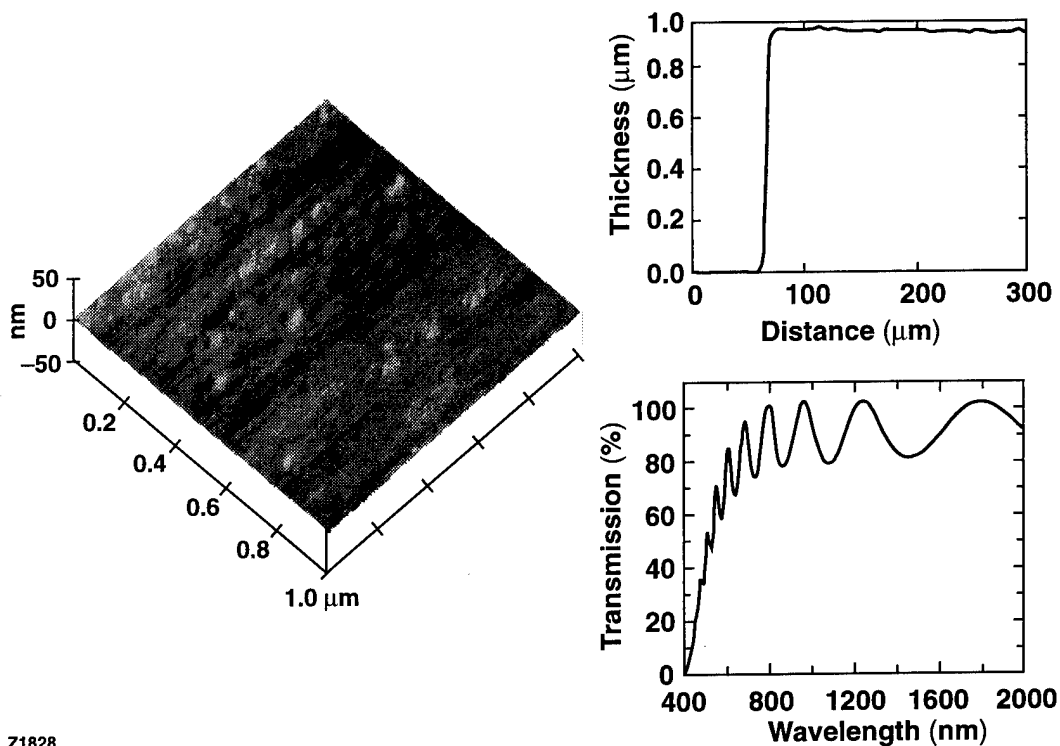 50
nm
0
–50
0.2
0.4
0.6
0.8
1.0 μm
Thickness (μm)
1.0
0.8
0.6
0.4
0.2
0.0
0 100 200 300
Distance (μm)
Transmission (%)
100
80
60
40
20
0
400 800 1200 1600 2000
Wavelength (nm)
Z1828